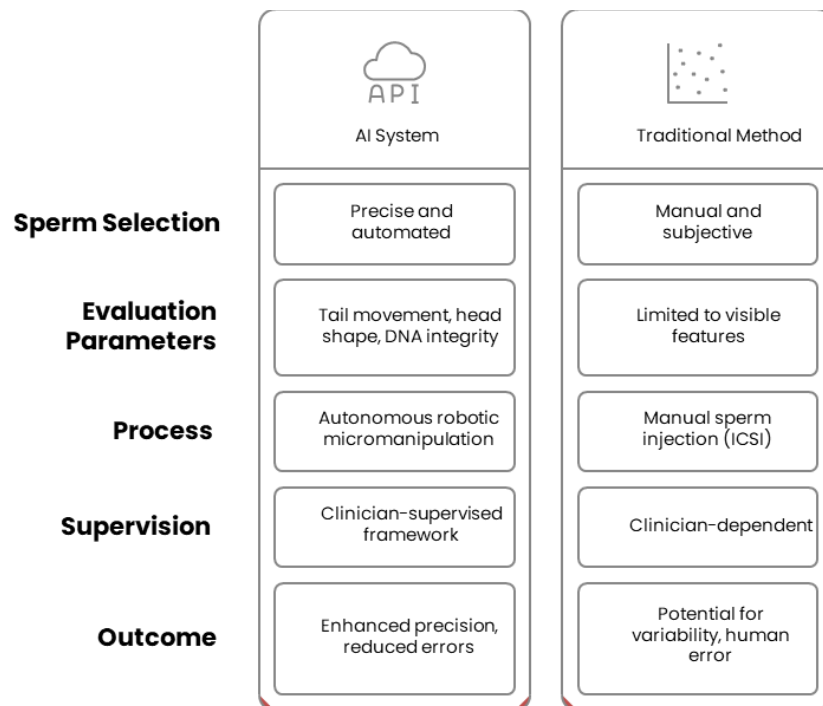 API
AI System
Traditional Method
Sperm Selection
Precise and
automated
Manual and
subjective
Evaluation
Parameters
Tail movement, head
shape, DNA integrity
Limited to visible
features
Process
Autonomous robotic
micromanipulation
Manual sperm
injection (ICSI)
Supervision
Clinician-supervised
framework
Clinician-dependent
Outcome
Enhanced precision,
reduced errors
Potential for
variability, human
error